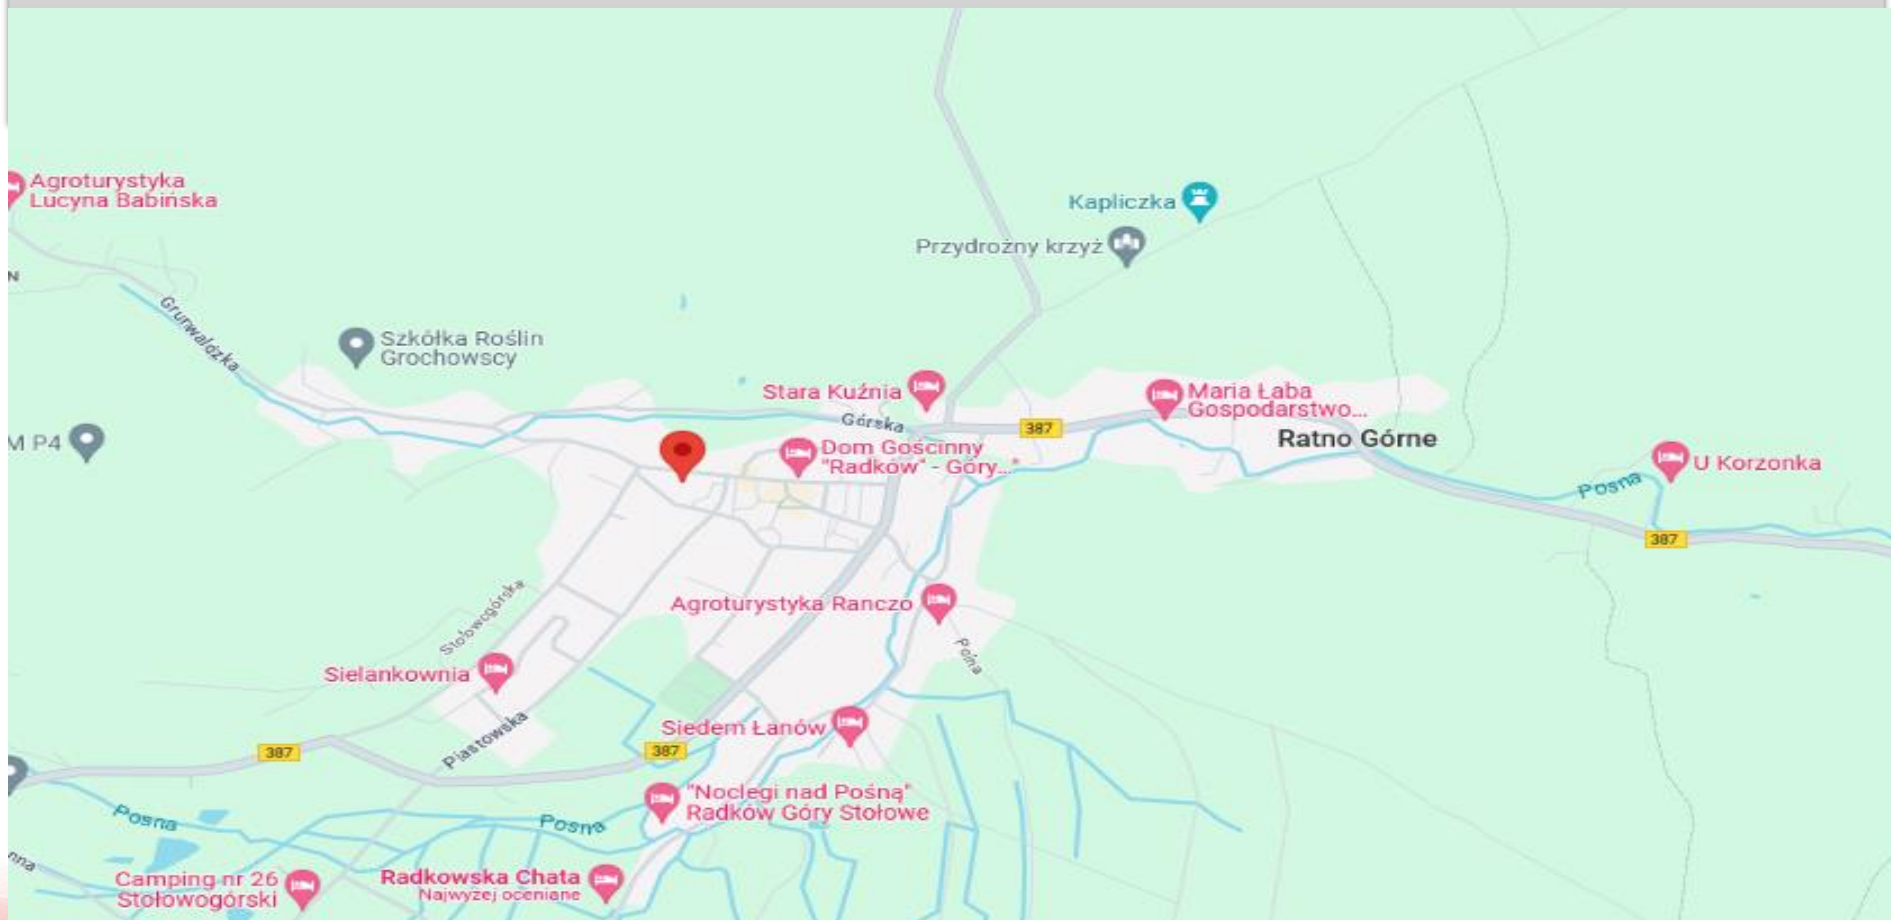 Agroturystyka
Lucyna Babińska
Kapliczka
Przydrożny krzyż
N
Grunwaldzka
Szkółka Roślin
Grochowscy
Stara Kuźnia
Maria Łaba
Gospodarstwo...
Górska
387
Ratno Górne
M P4
Dom Gościnny
"Radków" - Góry..."
U Korzonka
Posna
387
Stołowogórska
Agroturystyka Ranczo
Polna
Sielankownia
Piastowska
Siedem Łanów
387
387
"Noclegi nad Pośną"
Radków Góry Stołowe
Posna
Posna
nna
Camping nr 26
Stołowogórski
Radkowska Chata
Najwyżej oceniane